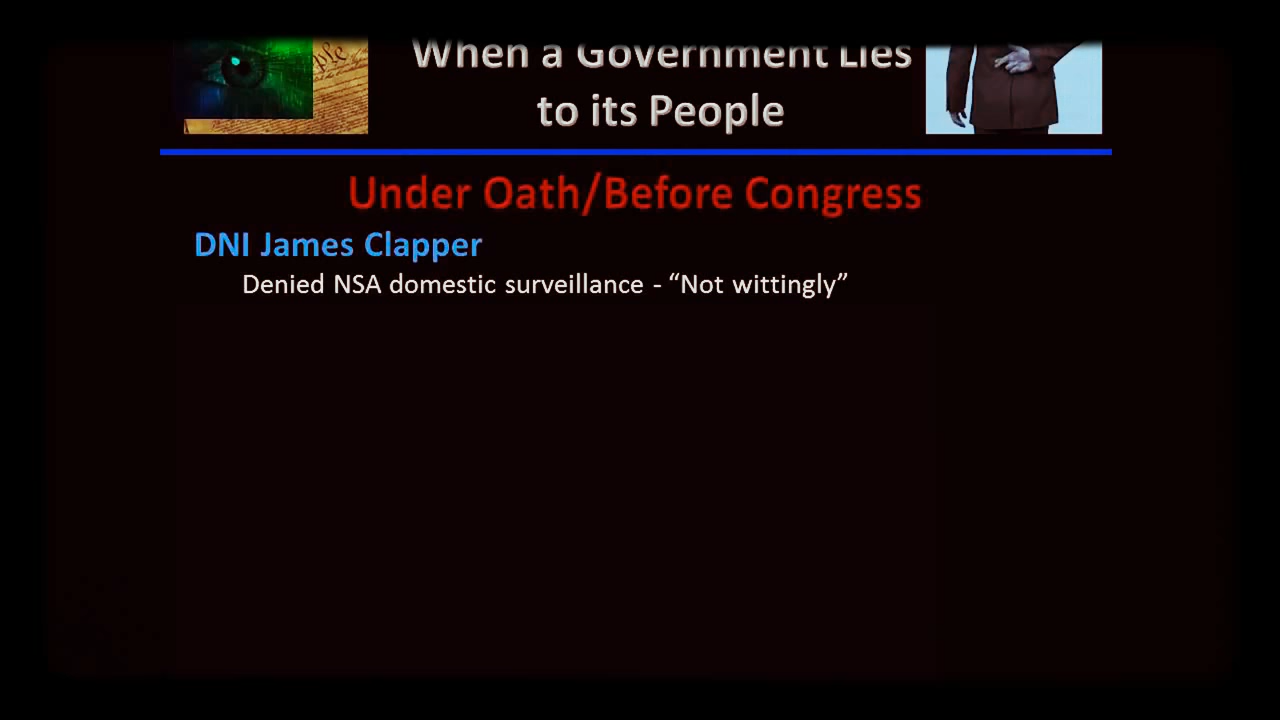 When a Government Lies
to its People
Under Oath/Before Congress
DNI James Clapper
Denied NSA domestic surveillance - “Not wittingly”